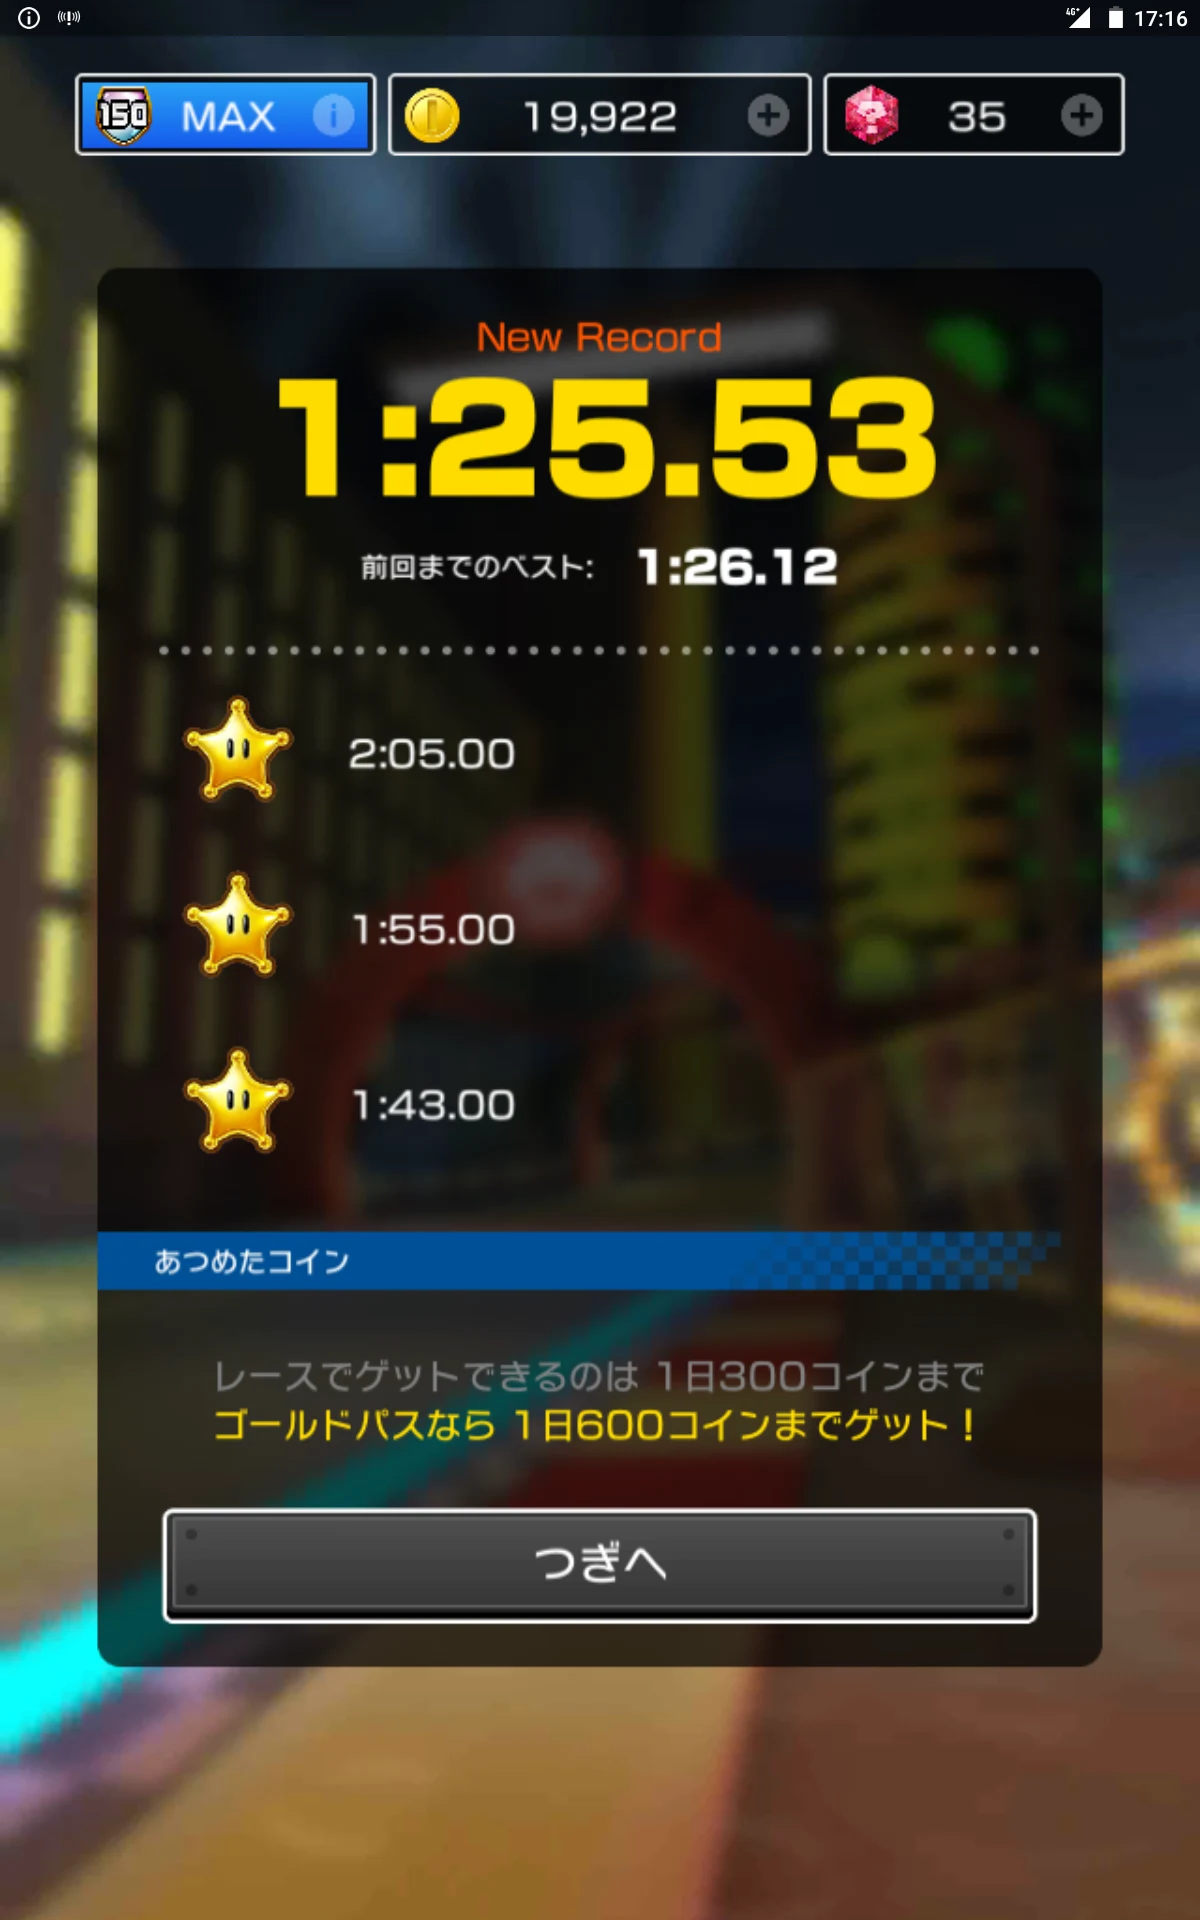 17:16
150 MAX
19,922
35
New Record
1:25.53
前回までのベスト: 1:26.12
2:05.00
1:55.00
1:43.00
あつめたコイン
レースでゲットできるのは 1日300コインまで
ゴールドパスなら 1日600コインまでゲット!
つぎへ